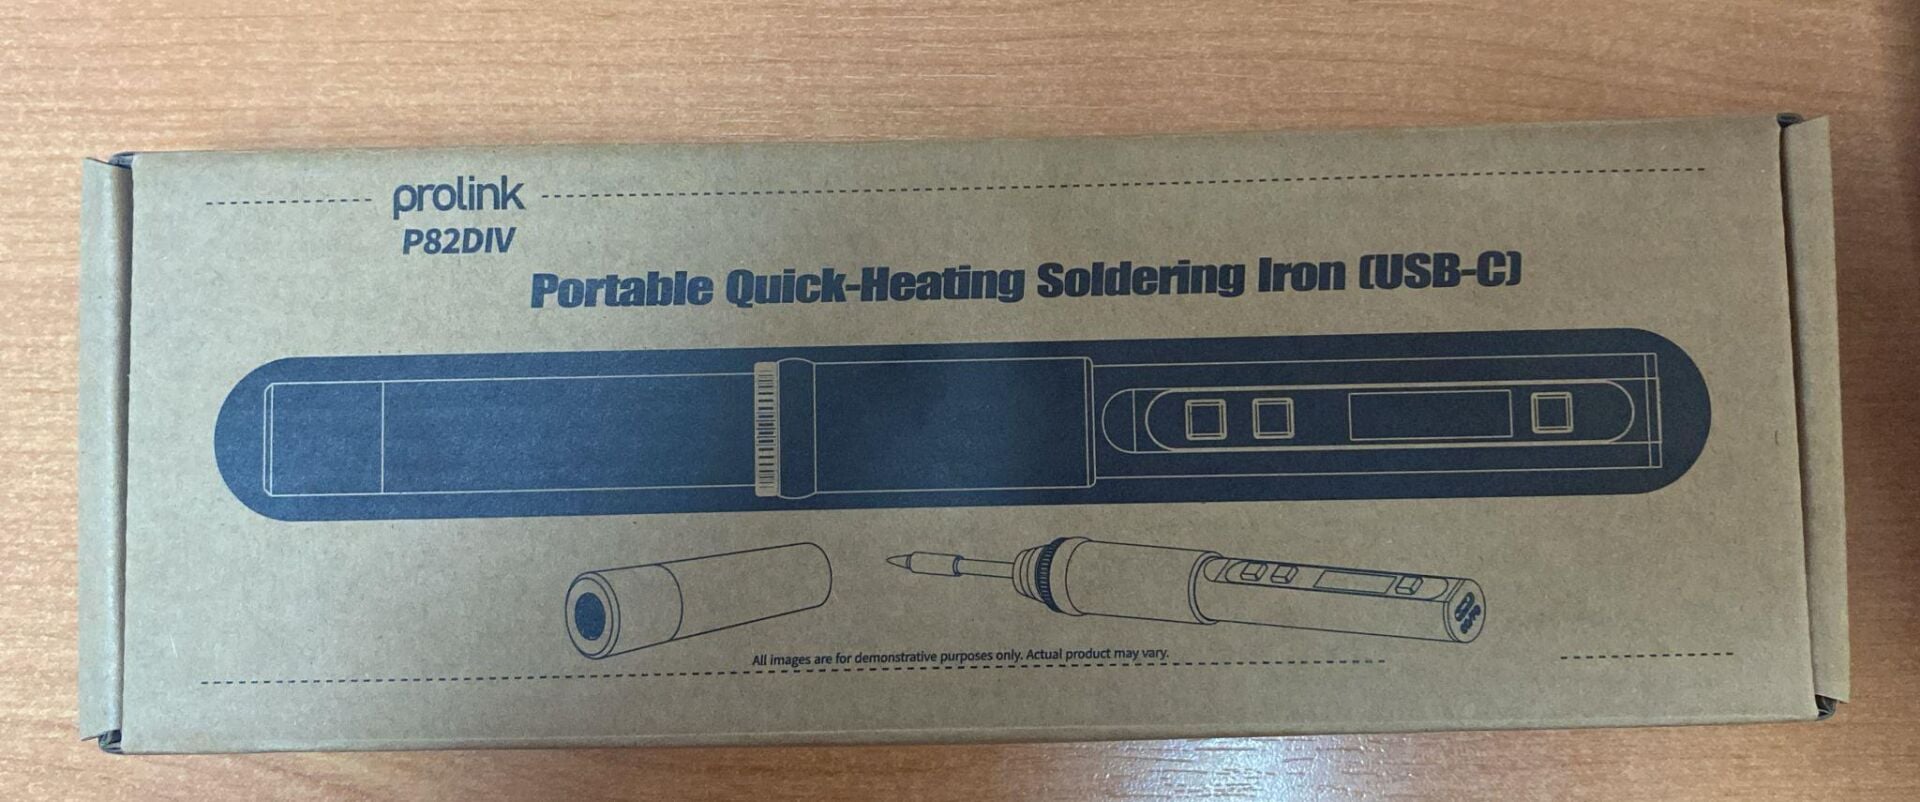 prolink
P82DIV
Portable Quick-Heating Soldering Iron (USB-C)
All images are for demonstrative purposes only. Actual product may vary.